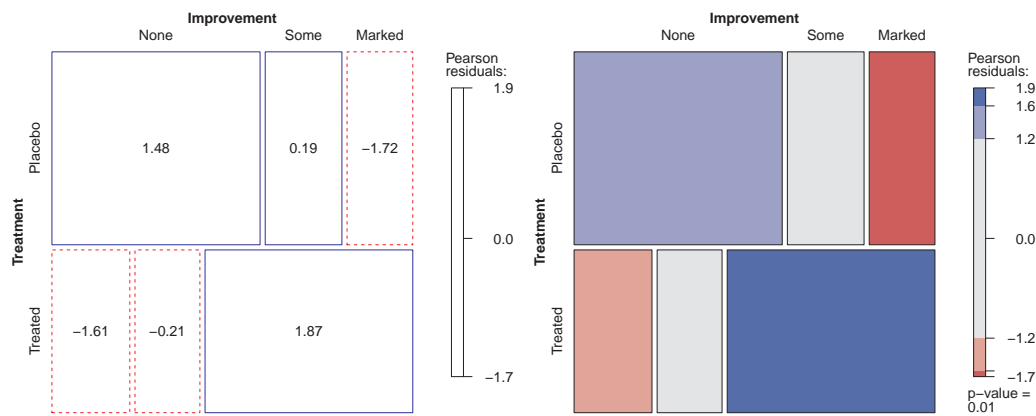 Improvement
None Some Marked
Treatment
Placebo
Treated
1.48 0.19 −1.72
−1.61 −0.21 1.87
Pearson
residuals:
1.9
0.0
−1.7
Improvement
None Some Marked
Treatment
Placebo
Treated
Pearson
residuals:
1.9
1.6
1.2
0.0
−1.2
−1.7
p−value =
0.01